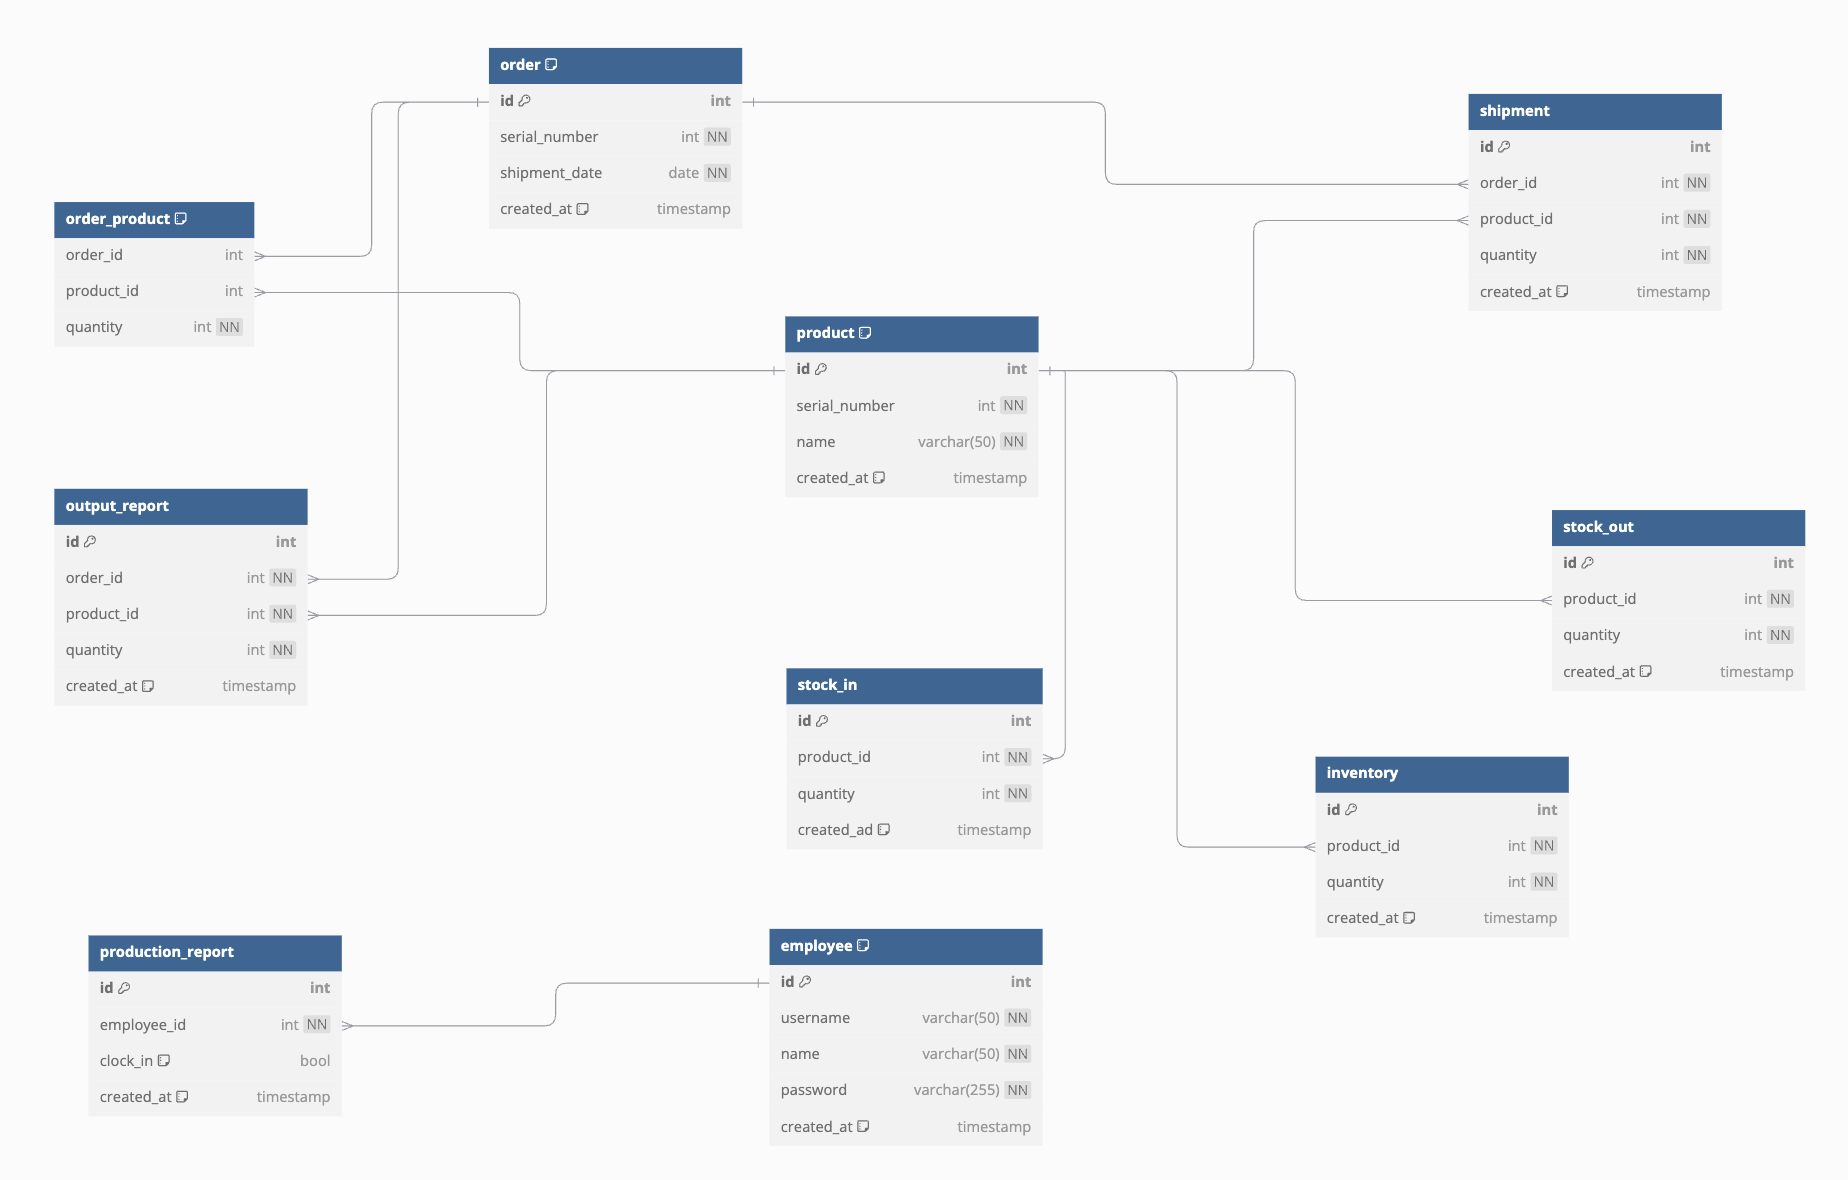 order
id int
serial_number int NN
shipment_date date NN
created_at timestamp
shipment
id int
order_id int NN
product_id int NN
quantity int NN
created_at timestamp
order_product
order_id int
product_id int
quantity int NN
product
id int
serial_number int NN
name varchar(50) NN
created_at timestamp
output_report
id int
order_id int NN
product_id int NN
quantity int NN
created_at timestamp
stock_out
id int
product_id int NN
quantity int NN
created_at timestamp
stock_in
id int
product_id int NN
quantity int NN
created_ad timestamp
inventory
id int
product_id int NN
quantity int NN
created_at timestamp
production_report
id int
employee_id int NN
clock_in bool
created_at timestamp
employee
id int
username varchar(50) NN
name varchar(50) NN
password varchar(255) NN
created_at timestamp